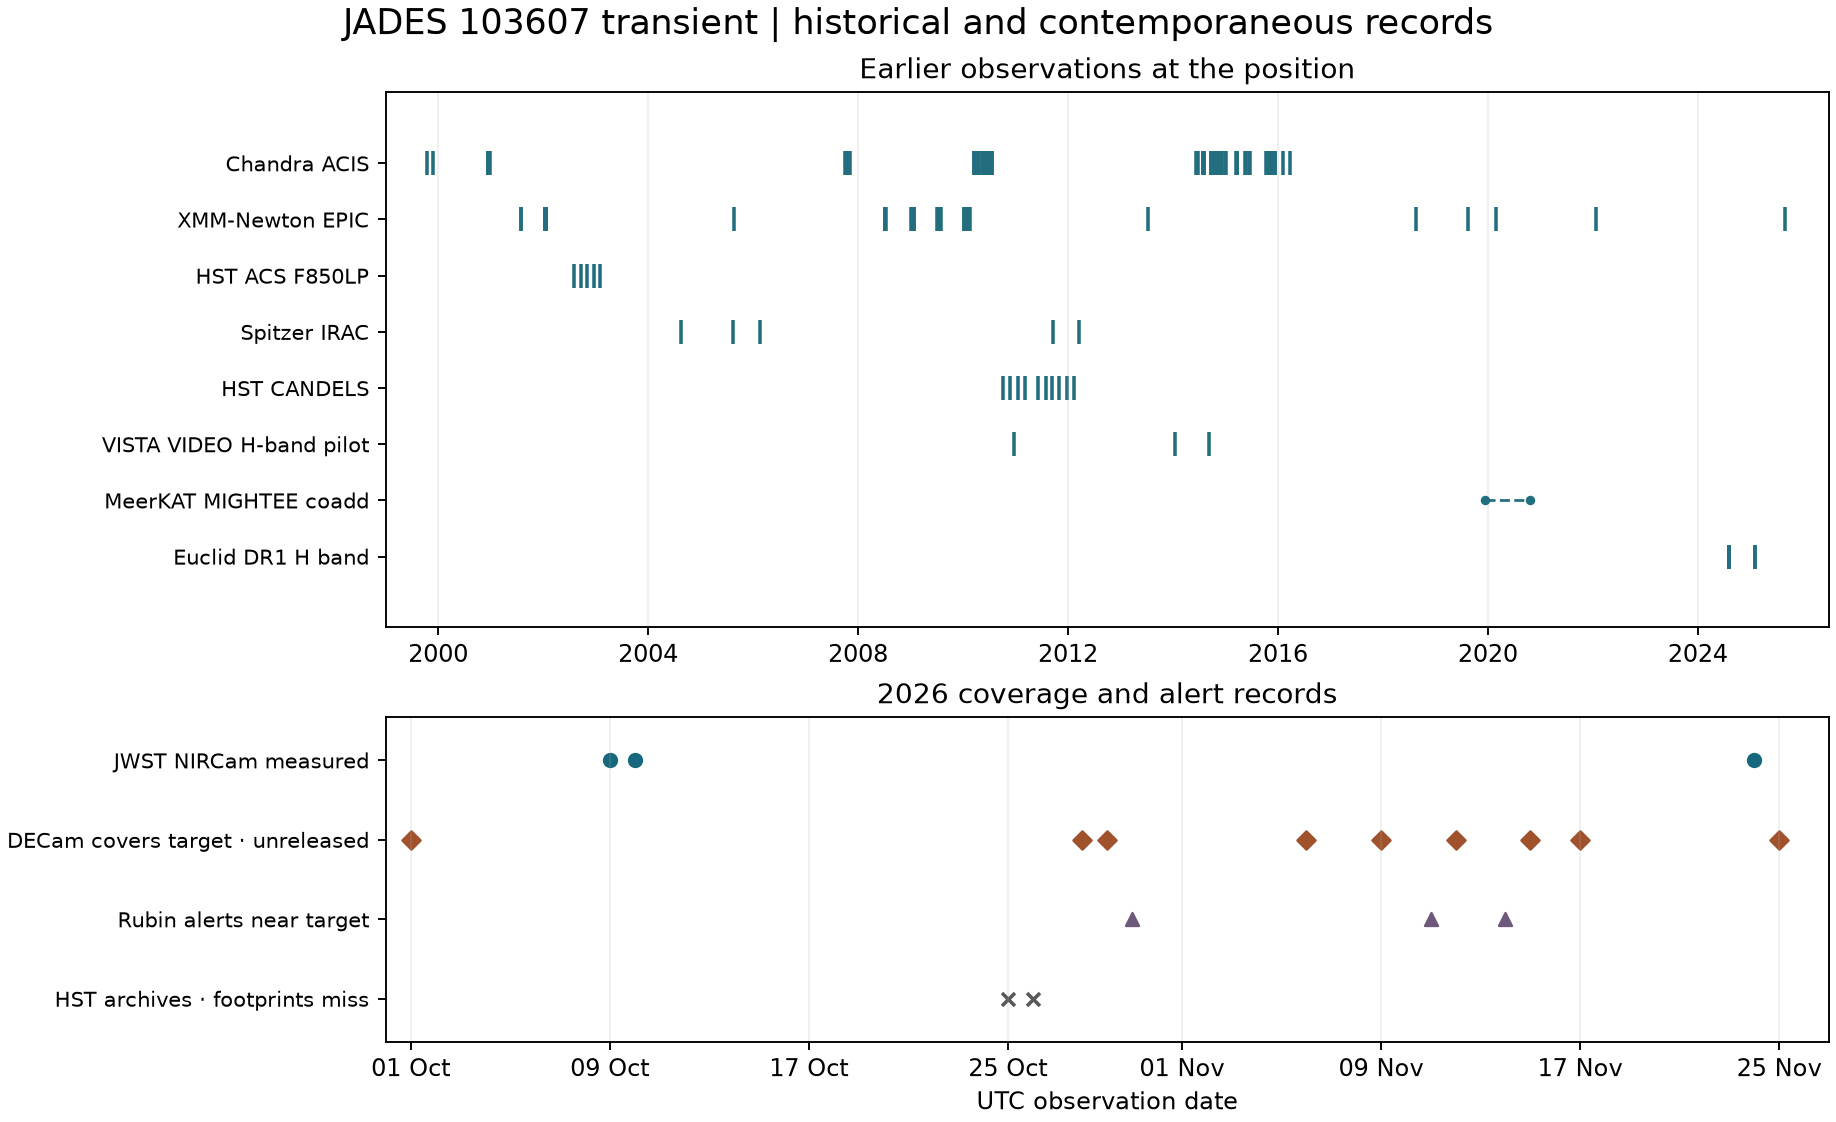 JADES 103607 transient | historical and contemporaneous records
Earlier observations at the position
Chandra ACIS
XMM-Newton EPIC
HST ACS F850LP
Spitzer IRAC
HST CANDELS
VISTA VIDEO H-band pilot
MeerKAT MIGHTEE coadd
Euclid DR1 H band
2000 2004 2008 2012 2016 2020 2024
2026 coverage and alert records
JWST NIRCam measured
DECam covers target · unreleased
Rubin alerts near target
HST archives · footprints miss
01 Oct 09 Oct 17 Oct 25 Oct 01 Nov 09 Nov 17 Nov 25 Nov
UTC observation date